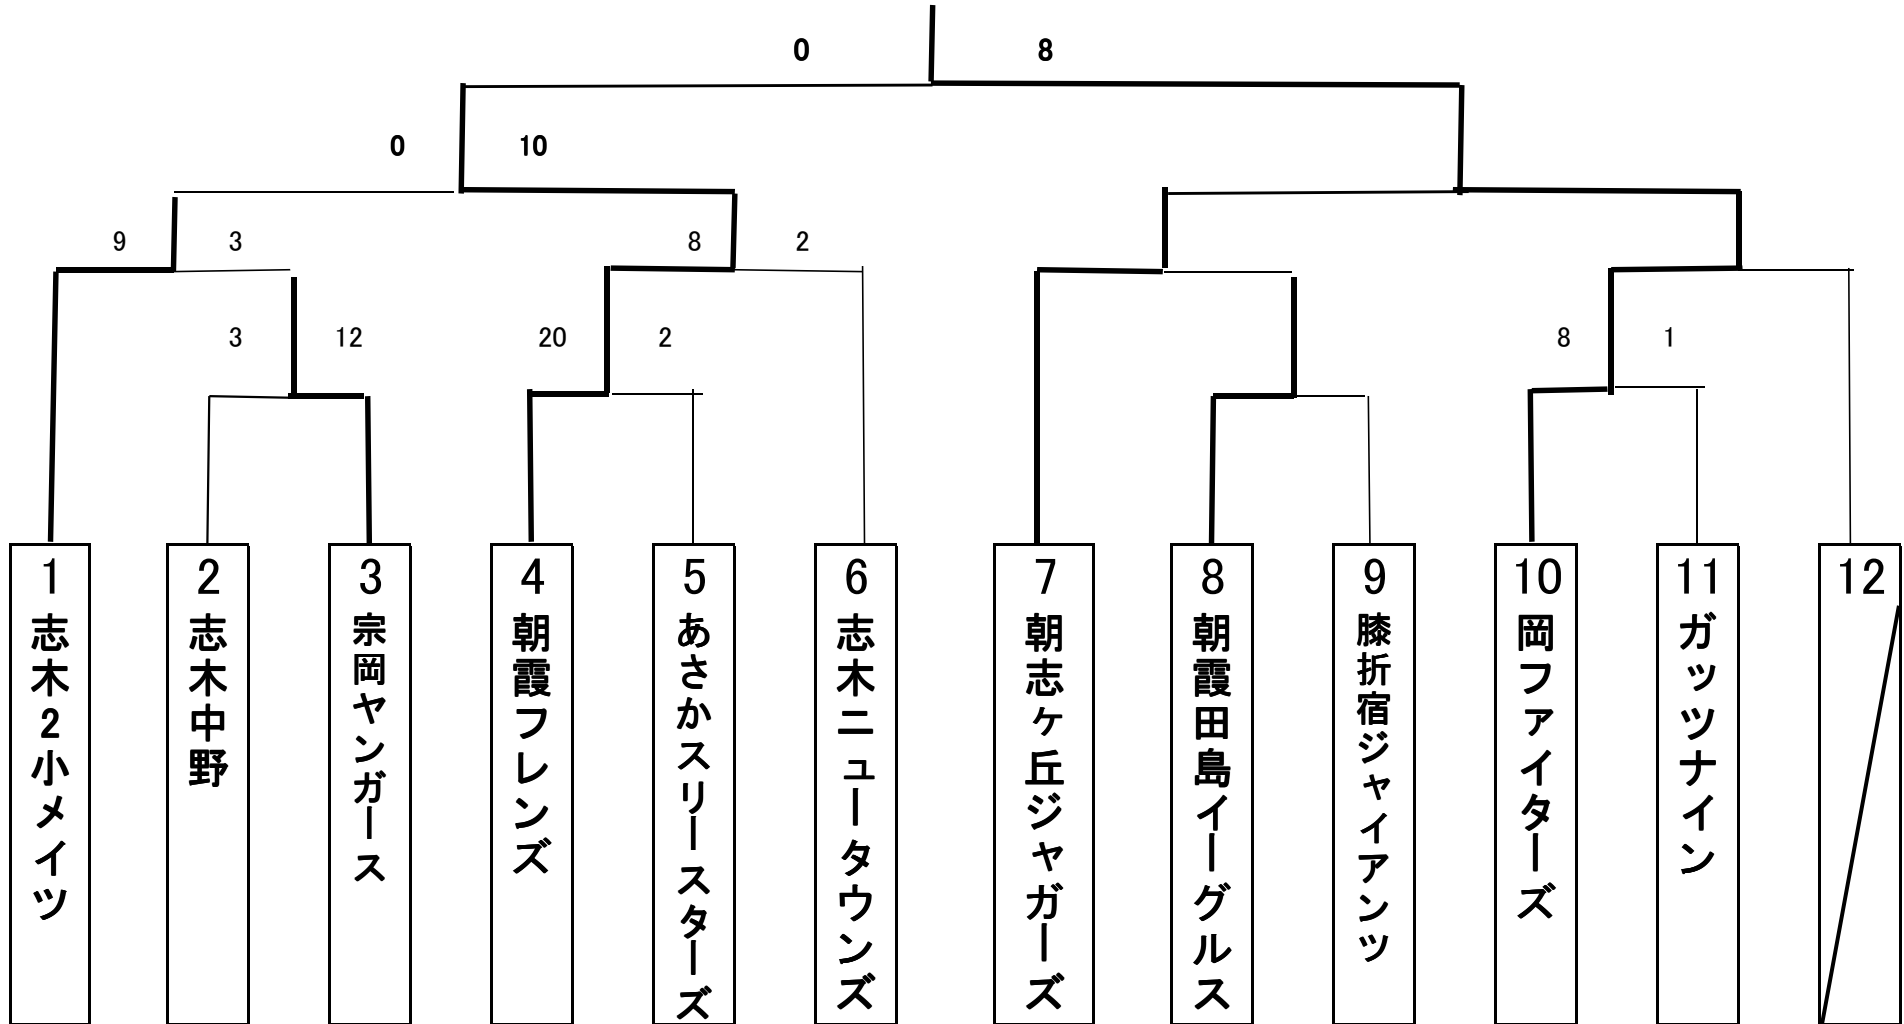 0 8
0 10
9 3 8 2
3 12 20 2 8 1
1 志木2小メイツ
2 志木中野
3 宗岡ヤンガース
4 朝霞フレンズ
5 あさかスリースターズ
6 志木ニュータウンズ
7 朝志ヶ丘ジャガーズ
8 朝霞田島イーグルス
9 膝折宿ジャイアンツ
10 岡ファイターズ
11 ガッツナイン
12